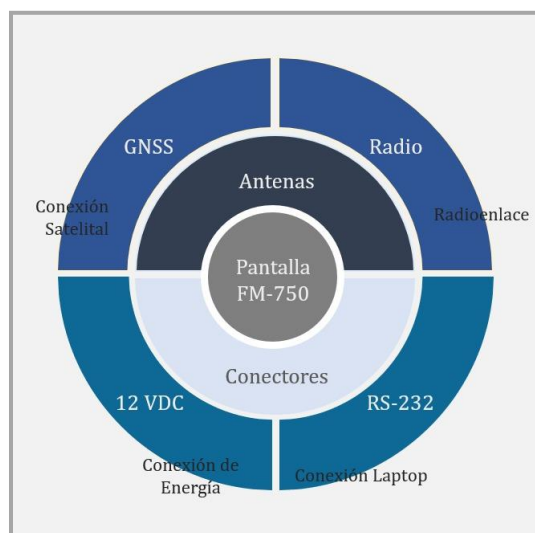 GNSS
Radio
Antenas
Conexión
Satelital
Radioenlace
Pantalla
FM-750
Conectores
12 VDC
RS-232
Conexión de
Energía
Conexión Laptop